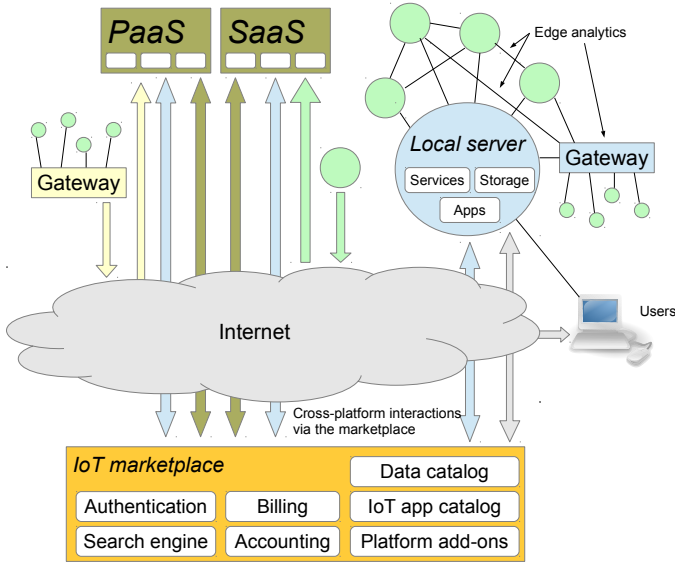 PaaS
SaaS
Edge analytics
Local server
Services
Storage
Apps
Gateway
Gateway
Internet
Users
Cross-platform interactions
via the marketplace
IoT marketplace
Data catalog
Authentication
Billing
IoT app catalog
Search engine
Accounting
Platform add-ons